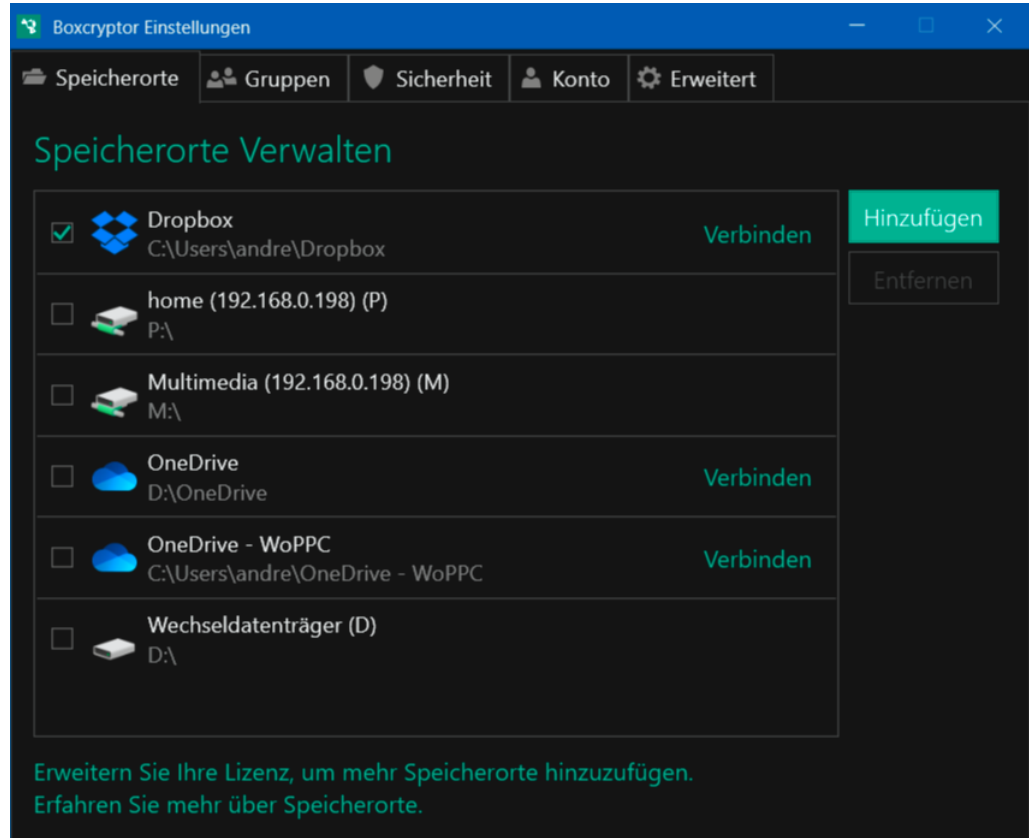 Boxcryptor Einstellungen
Speicherorte Gruppen Sicherheit Konto Erweitert
Speicherorte Verwalten
Dropbox
C:\Users\andre\Dropbox
Verbinden
Hinzufügen
Entfernen
home (192.168.0.198) (P)
P:\
Multimedia (192.168.0.198) (M)
M:\
OneDrive
D:\OneDrive
Verbinden
OneDrive - WoPPC
C:\Users\andre\OneDrive - WoPPC
Verbinden
Wechseldatenträger (D)
D:\
Erweitern Sie Ihre Lizenz, um mehr Speicherorte hinzuzufügen.
Erfahren Sie mehr über Speicherorte.